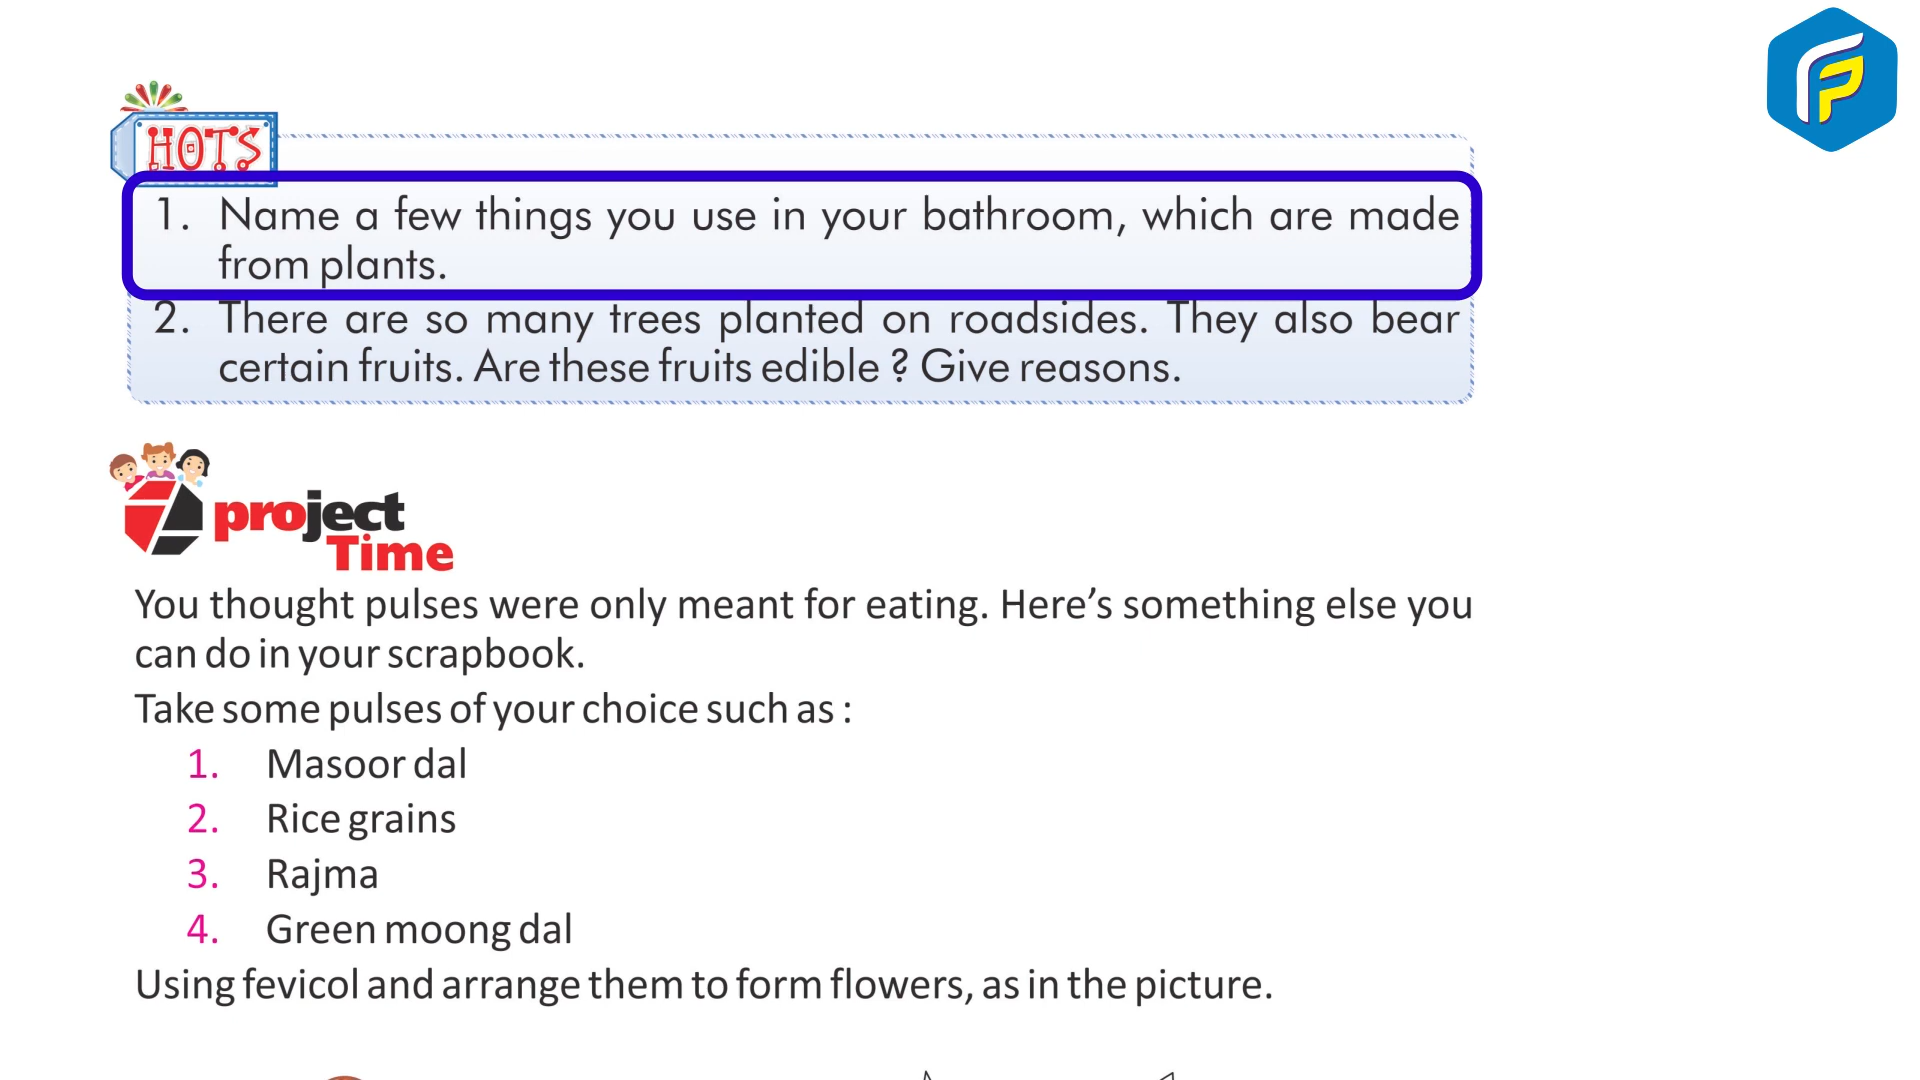 HOTS
1. Name a few things you use in your bathroom, which are made
from plants.
2. There are so many trees planted on roadsides. They also bear
certain fruits. Are these fruits edible ? Give reasons.
project
Time
You thought pulses were only meant for eating. Here’s something else you
can do in your scrapbook.
Take some pulses of your choice such as :
1. Masoor dal
2. Rice grains
3. Rajma
4. Green moong dal
Using fevicol and arrange them to form flowers, as in the picture.